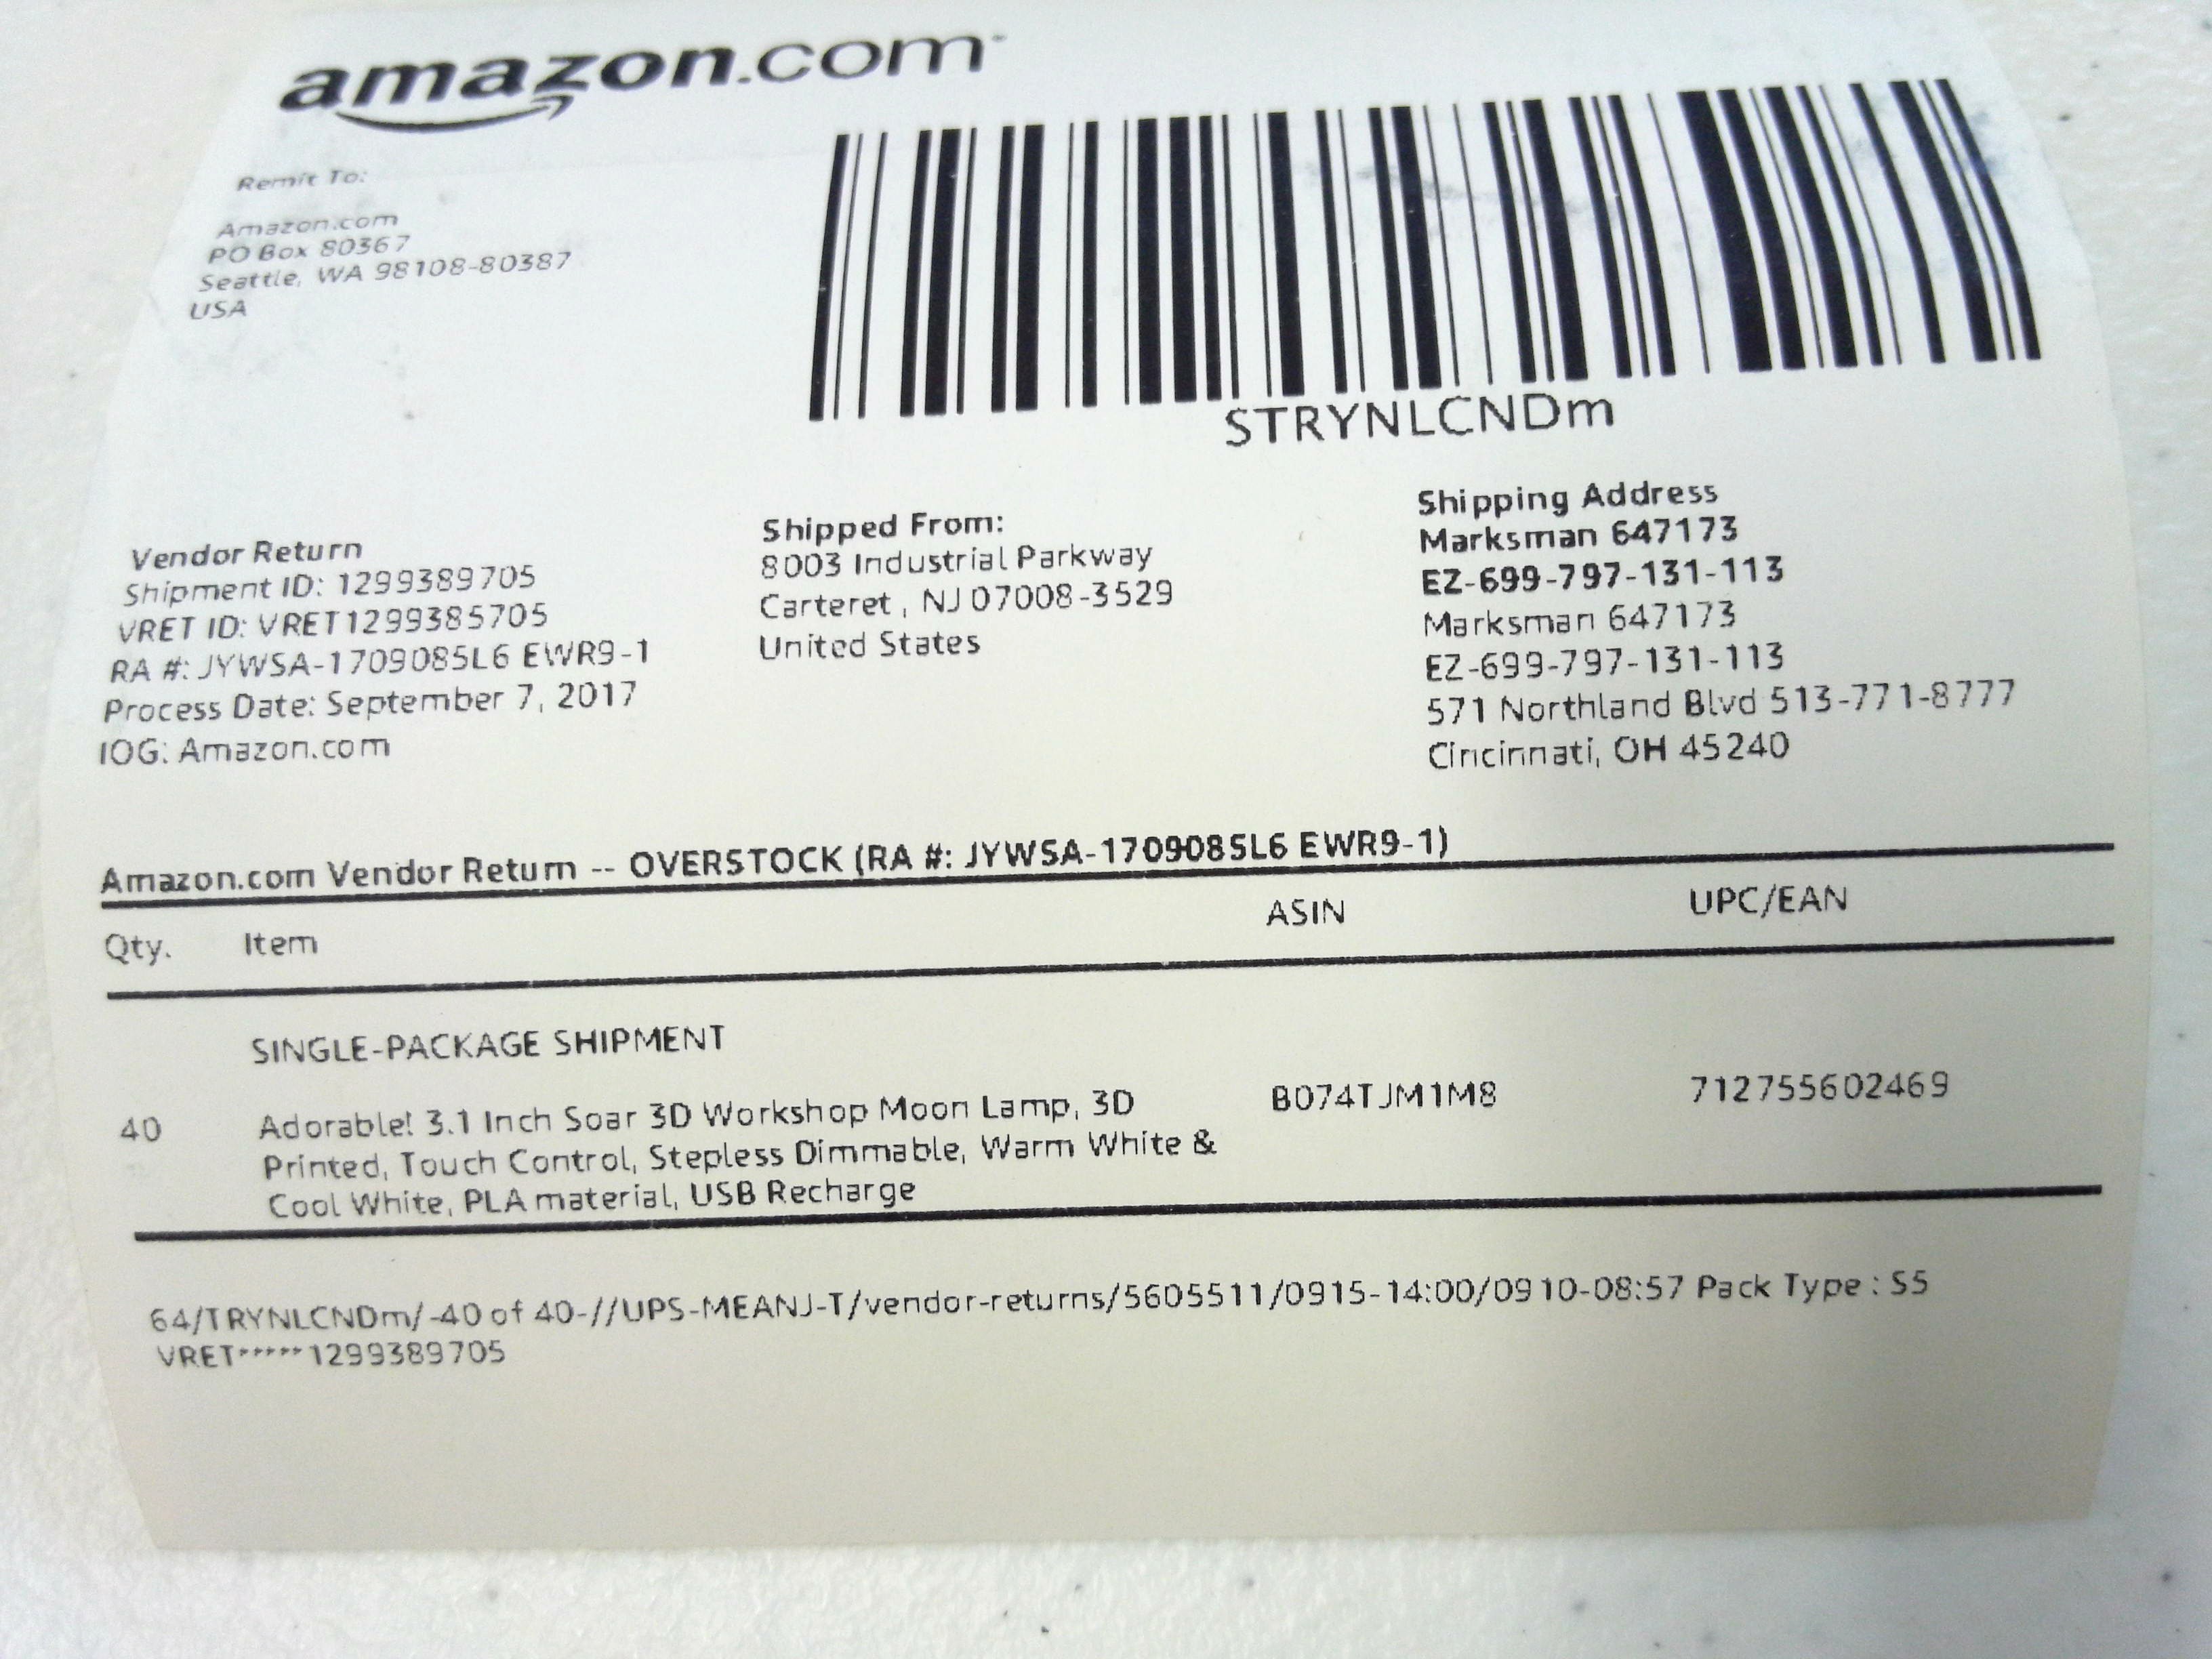 amazon.com
Remit To:
Amazon.com
PO Box 80367
Seattle, WA 98108-80387
USA
STRYNLCNDm
Vendor Return
Shipment ID: 1299389705
VRET ID: VRET1299385705
RA #: JYWSA-170908SL6 EWR9-1
Process Date: September 7, 2017
IOG: Amazon.com
Shipped From:
8003 Industrial Parkway
Carteret , NJ 07008-3529
United States
Shipping Address
Marksman 647173
EZ-699-797-131-113
Marksman 647173
EZ-699-797-131-113
571 Northland Blvd 513-771-8777
Cincinnati, OH 45240
Amazon.com Vendor Return -- OVERSTOCK (RA #: JYWSA-170908SL6 EWR9-1)
Qty. Item ASIN UPC/EAN
SINGLE-PACKAGE SHIPMENT
40 Adorable! 3.1 Inch Soar 3D Workshop Moon Lamp, 3D B074TJM1M8 712755602469
Printed, Touch Control, Stepless Dimmable, Warm White &
Cool White, PLA material, USB Recharge
64/TRYNLCNDm/-40 of 40-//UPS-MEANJ-T/vendor-returns/5605511/0915-14:00/0910-08:57 Pack Type : S5
VRET*****1299389705